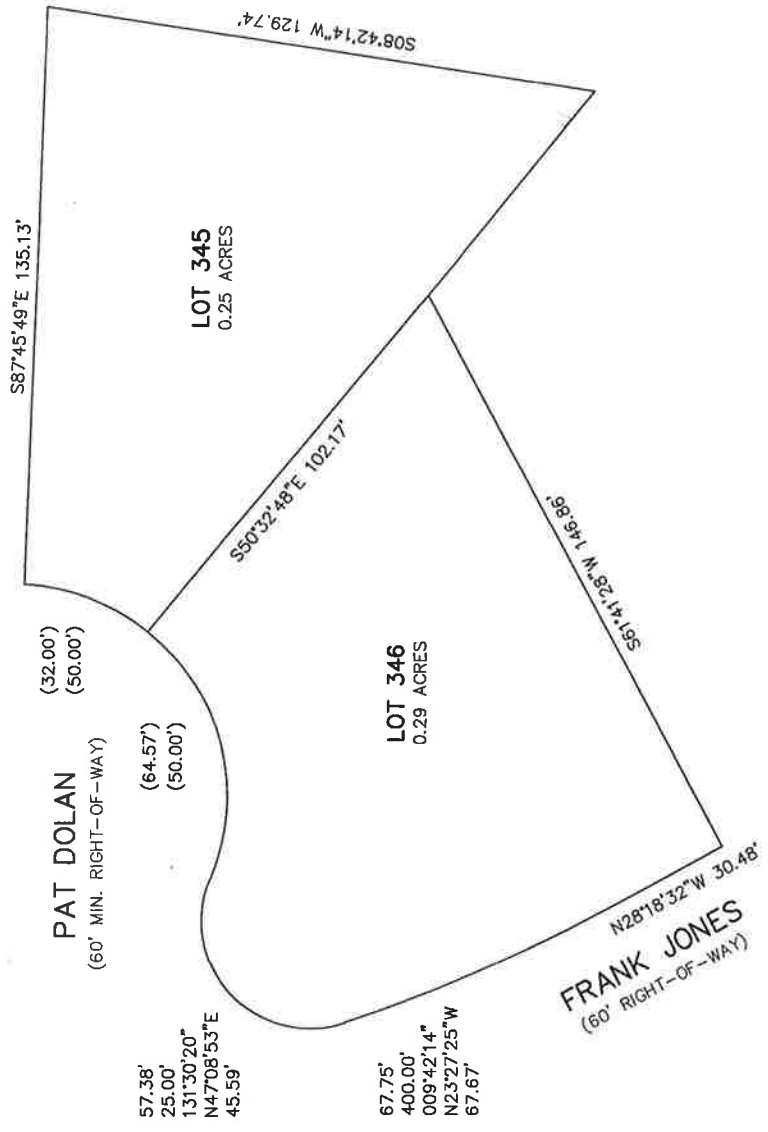 S87°45'49"E 135.13'
S08°42'14"W 129.74'
LOT 345
0.25 ACRES
(32.00')
(50.00')
PAT DOLAN
(60' MIN. RIGHT-OF-WAY)
(64.57')
(50.00')
S50°32'48"E 102.17'
LOT 346
0.29 ACRES
S61°41'28"W 146.86'
57.38'
25.00'
131°30'20"
N47°08'53"E
45.59'
67.75'
400.00'
009°42'14"
N23°27'25"W
67.67'
N28°18'32"W 30.48'
FRANK JONES
(60' RIGHT-OF-WAY)